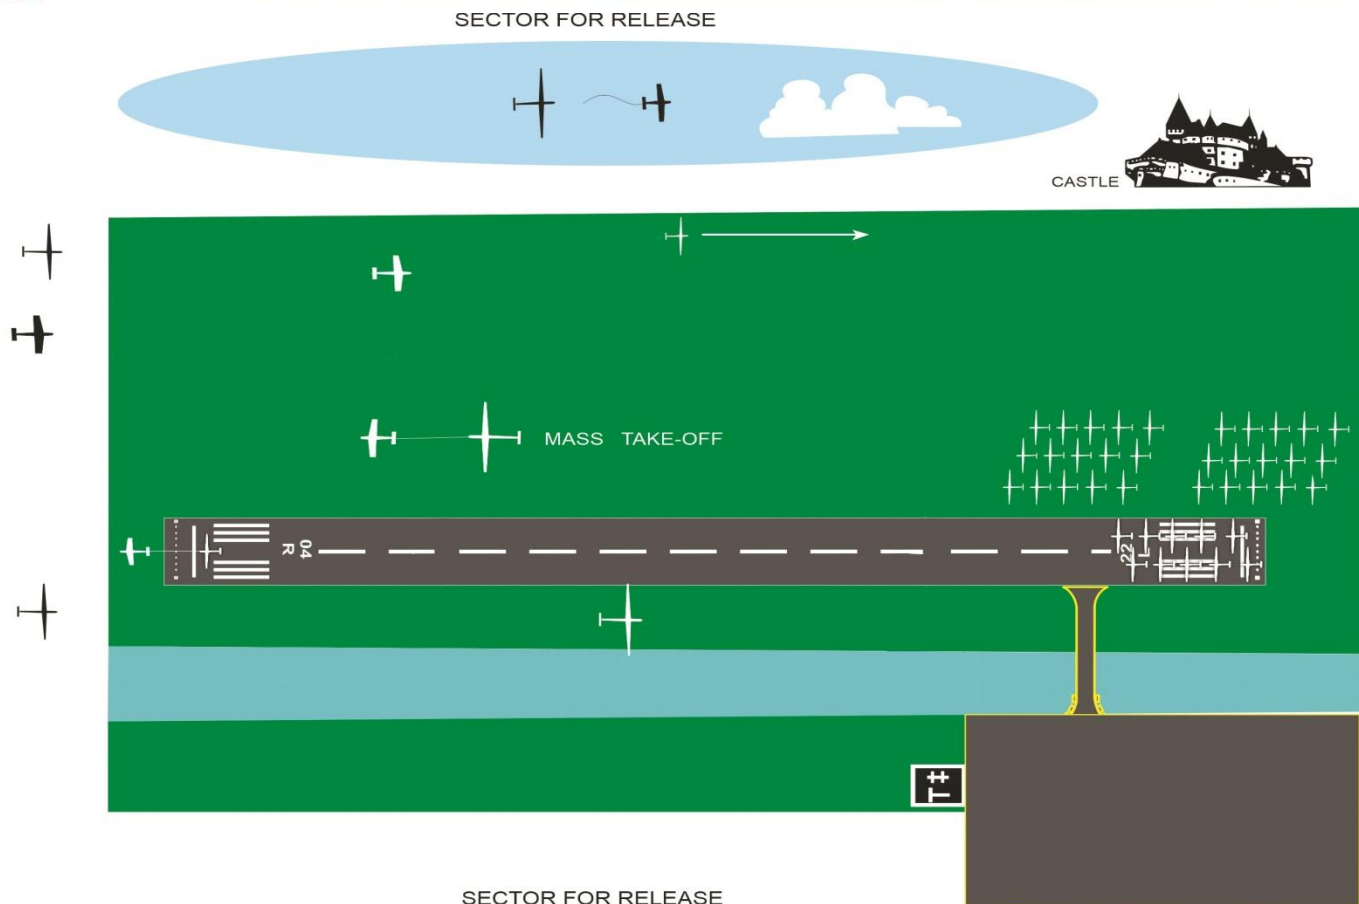 SECTOR FOR RELEASE
CASTLE
MASS TAKE-OFF
04
R
22
L
T
SECTOR FOR RELEASE